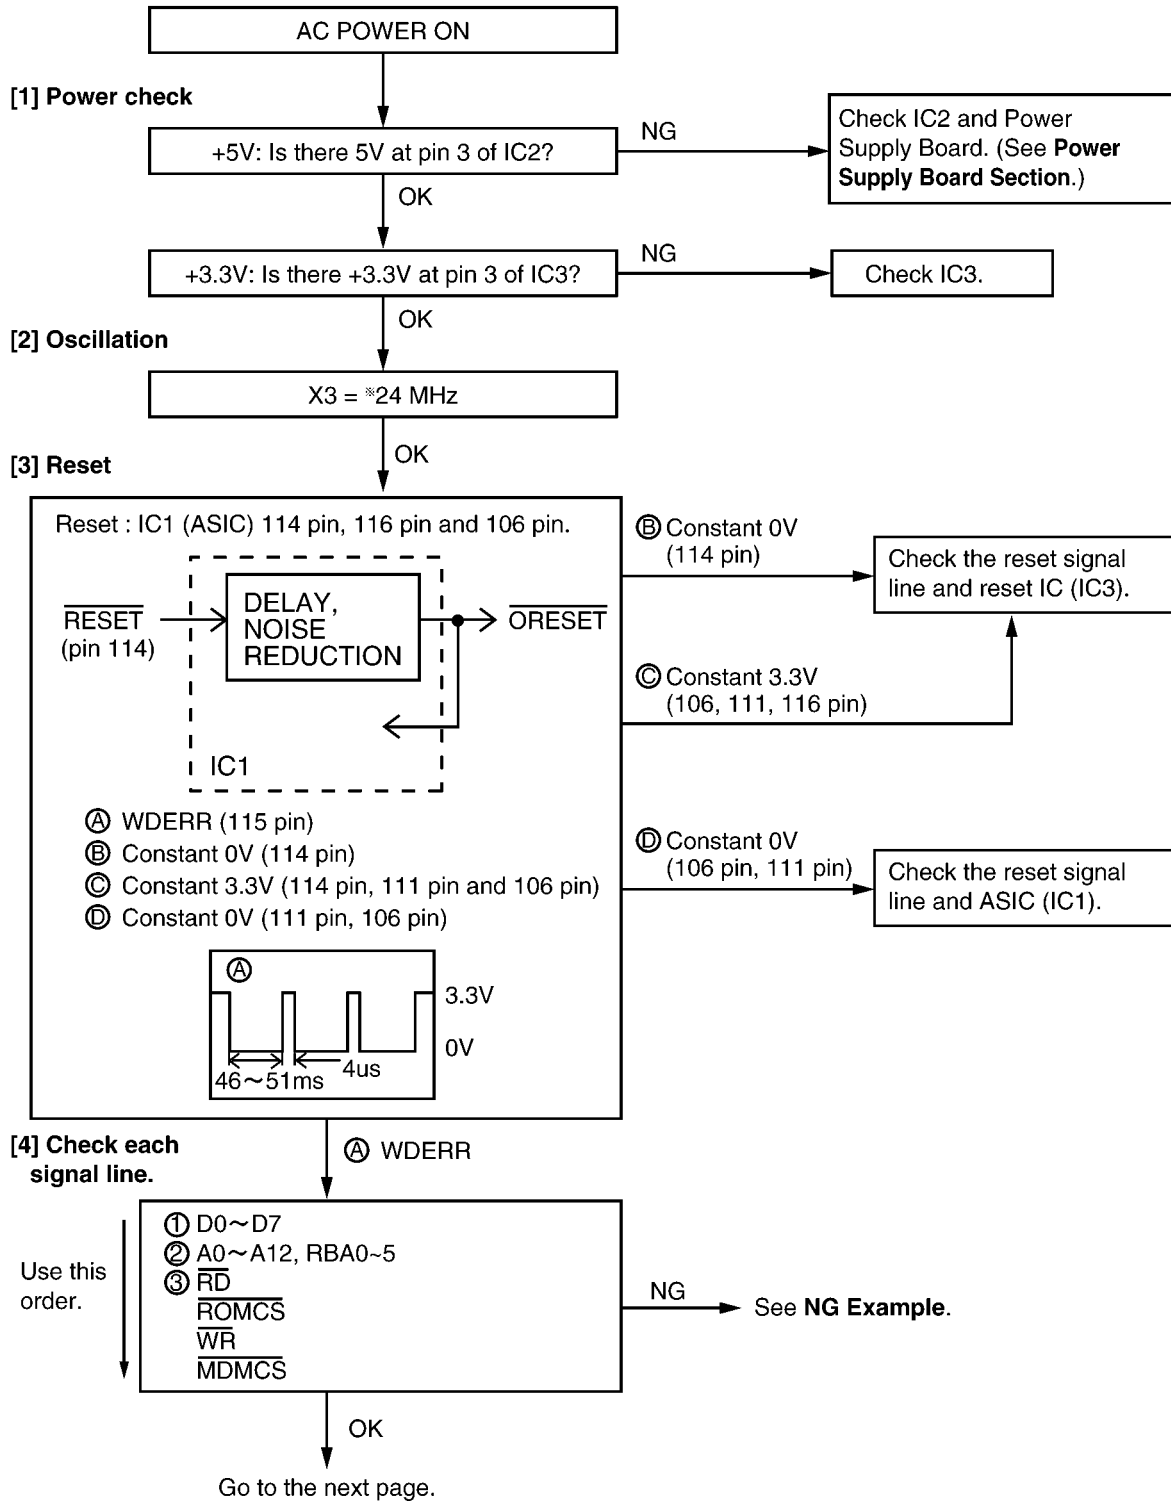 AC POWER ON
[1] Power check
+5V: Is there 5V at pin 3 of IC2?
NG
Check IC2 and Power
Supply Board. (See Power
Supply Board Section.)
OK
+3.3V: Is there +3.3V at pin 3 of IC3?
NG
Check IC3.
OK
[2] Oscillation
X3 = ※24 MHz
OK
[3] Reset
Reset : IC1 (ASIC) 114 pin, 116 pin and 106 pin.
RESET
(pin 114)
DELAY,
NOISE
REDUCTION
ORESET
IC1
Ⓑ Constant 0V
(114 pin)
Check the reset signal
line and reset IC (IC3).
Ⓒ Constant 3.3V
(106, 111, 116 pin)
Ⓐ WDERR (115 pin)
Ⓑ Constant 0V (114 pin)
Ⓒ Constant 3.3V (114 pin, 111 pin and 106 pin)
Ⓓ Constant 0V (111 pin, 106 pin)
Ⓓ Constant 0V
(106 pin, 111 pin)
Check the reset signal
line and ASIC (IC1).
Ⓐ
3.3V
0V
4us
46～51ms
[4] Check each
signal line.
Ⓐ WDERR
Use this
order.
① D0～D7
② A0～A12, RBA0~5
③ RD
ROMCS
WR
MDMCS
NG
See NG Example.
OK
Go to the next page.